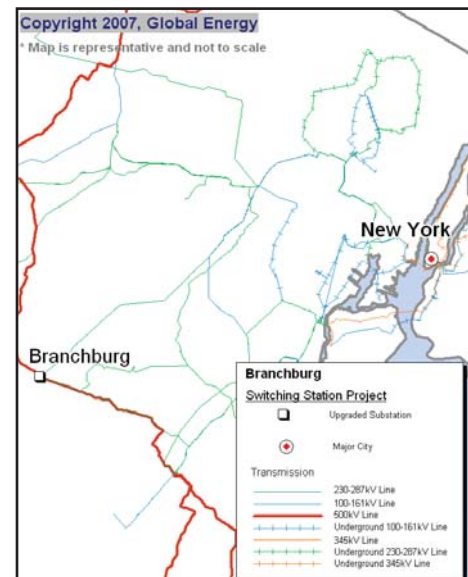 Copyright 2007, Global Energy
* Map is representative and not to scale
New York
Branchburg
Branchburg
Switching Station Project
Upgraded Substation
Major City
Transmission
230-287kV Line
100-161kV Line
500kV Line
Underground 100-161kV Line
345kV Line
Underground 230-287kV Line
Underground 345kV Line